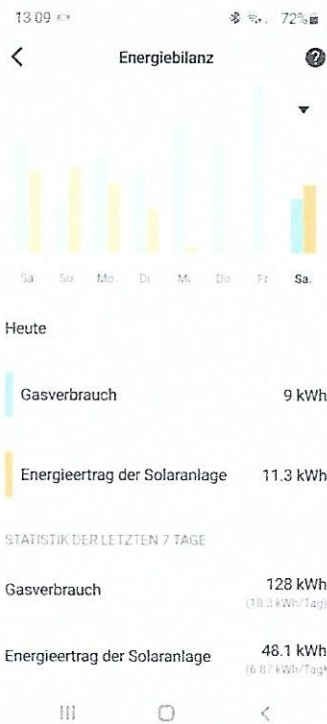 13:09
72%
Energiebilanz
?
Sa. So. Mo. Di. Mi. Do. Fr. Sa.
Heute
Gasverbrauch 9 kWh
Energieertrag der Solaranlage 11.3 kWh
STATISTIK DER LETZTEN 7 TAGE
Gasverbrauch 128 kWh
(18.3 kWh/Tag)
Energieertrag der Solaranlage 48.1 kWh
(6.87 kWh/Tag)